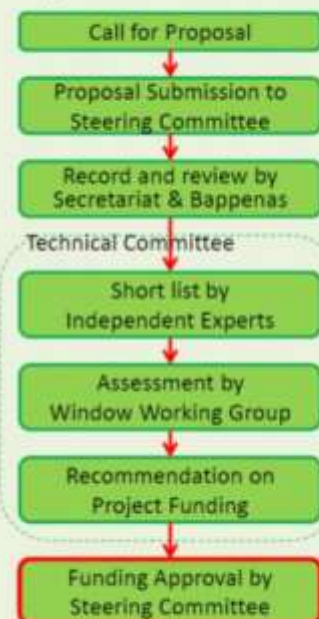 Call for Proposal
Proposal Submission to
Steering Committee
Record and review by
Secretariat & Bappenas
Technical Committee
Short list by
Independent Experts
Assessment by
Window Working Group
Recommendation on
Project Funding
Funding Approval by
Steering Committee